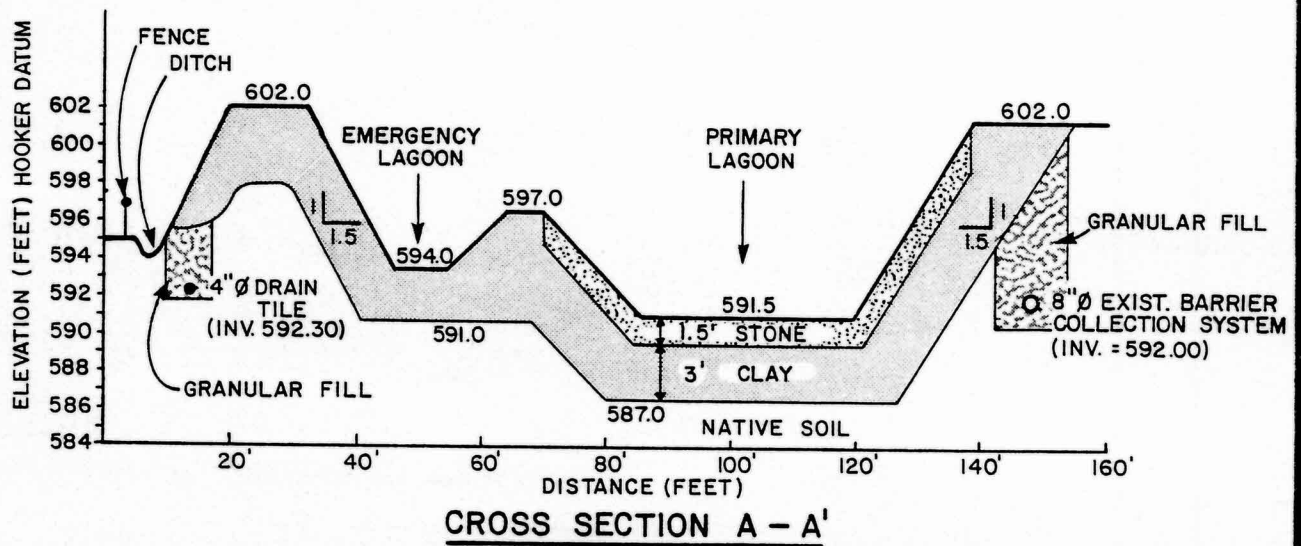 ELEVATION (FEET) HOOKER DATUM
602
600
598
596
594
592
590
588
586
584
FENCE
DITCH
602.0
EMERGENCY
LAGOON
1
1.5
594.0
597.0
PRIMARY
LAGOON
602.0
1
1.5
GRANULAR FILL
4"Ø DRAIN
TILE
(INV. 592.30)
591.0
591.5
1.5' STONE
3' CLAY
587.0
NATIVE SOIL
8"Ø EXIST. BARRIER
COLLECTION SYSTEM
(INV. = 592.00)
GRANULAR FILL
20' 40' 60' 80' 100' 120' 140' 160'
DISTANCE (FEET)
CROSS SECTION A - A'